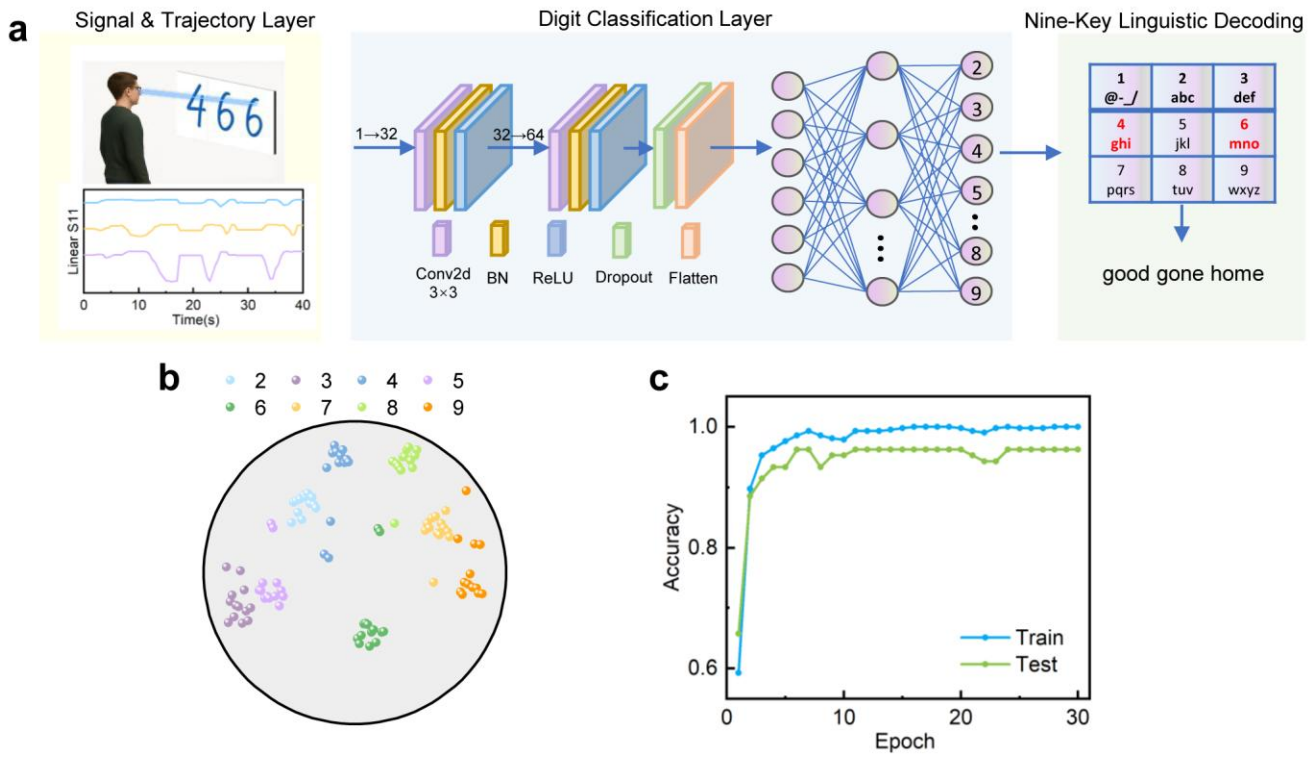 a
Signal & Trajectory Layer
Digit Classification Layer
Nine-Key Linguistic Decoding
466
Linear S11
0 10 20 30 40
Time(s)
1→32
32→64
Conv2d
3×3
BN
ReLU
Dropout
Flatten
2
3
4
5
8
9
1 2 3
@-_/ abc def
4 5 6
ghi jkl mno
7 8 9
pqrs tuv wxyz
good gone home
b
2 3 4 5
6 7 8 9
c
Accuracy
1.0
0.8
0.6
Train
Test
0 10 20 30
Epoch